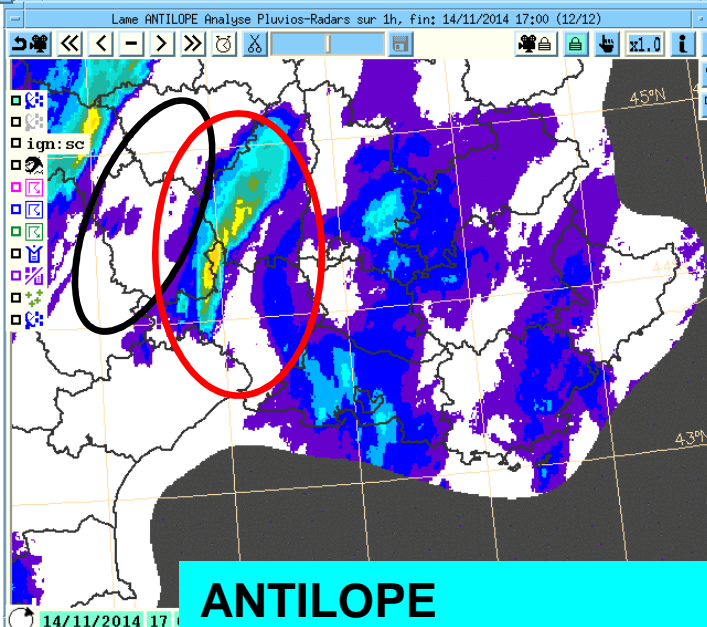 Lame ANTILOPE Analyse Pluvios-Radars sur 1h, fin: 14/11/2014 17:00 (12/12)
x1.0
ign:sc
45°N
44
43°N
ANTILOPE
14/11/2014 17